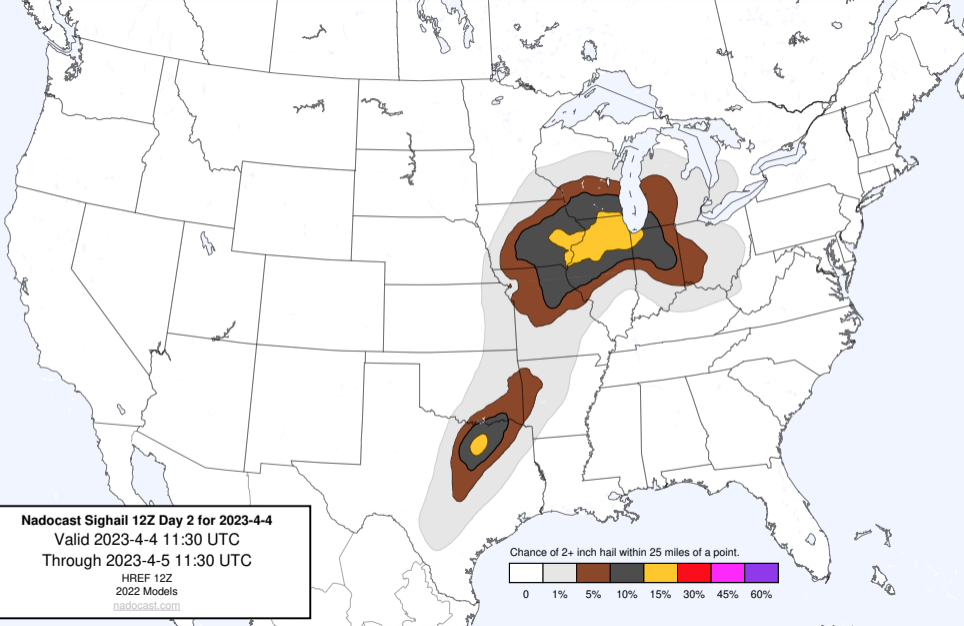 Nadocast Sighail 12Z Day 2 for 2023-4-4
Valid 2023-4-4 11:30 UTC
Through 2023-4-5 11:30 UTC
HREF 12Z
2022 Models
nadocast.com
Chance of 2+ inch hail within 25 miles of a point.
0 1% 5% 10% 15% 30% 45% 60%